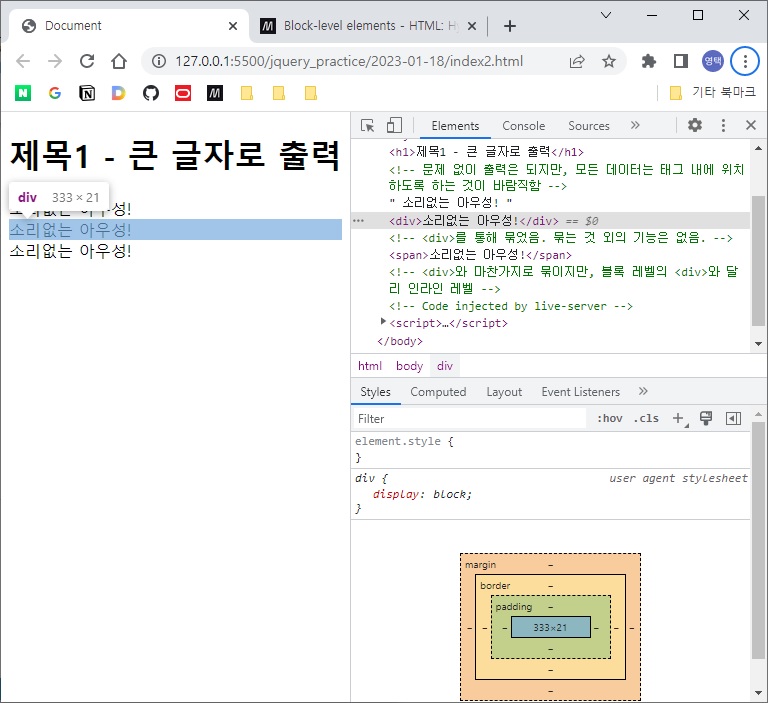 Document
Block-level elements - HTML: H
127.0.0.1:5500/jquery_practice/2023-01-18/index2.html
영택
기타 북마크
제목1 - 큰 글자로 출력
div 333 × 21
소리없는 아우성!
소리없는 아우성!
소리없는 아우성!
Elements Console Sources
<h1>제목1 - 큰 글자로 출력</h1>
<!-- 문제 없이 출력은 되지만, 모든 데이터는 태그 내에 위치
하도록 하는 것이 바람직함 -->
" 소리없는 아우성! "
<div>소리없는 아우성!</div> == $0
<!-- <div>를 통해 묶었음. 묶는 것 외의 기능은 없음. -->
<span>소리없는 아우성!</span>
<!-- <div>와 마찬가지로 묶이지만, 블록 레벨의 <div>와 달
리 인라인 레벨 -->
<!-- Code injected by live-server -->
<script>…</script>
</body>
html body div
Styles Computed Layout Event Listeners
Filter :hov .cls
element.style {
}
div { user agent stylesheet
display: block;
}
margin -
border -
padding -
- - - 333×21 - - -
-
-
-